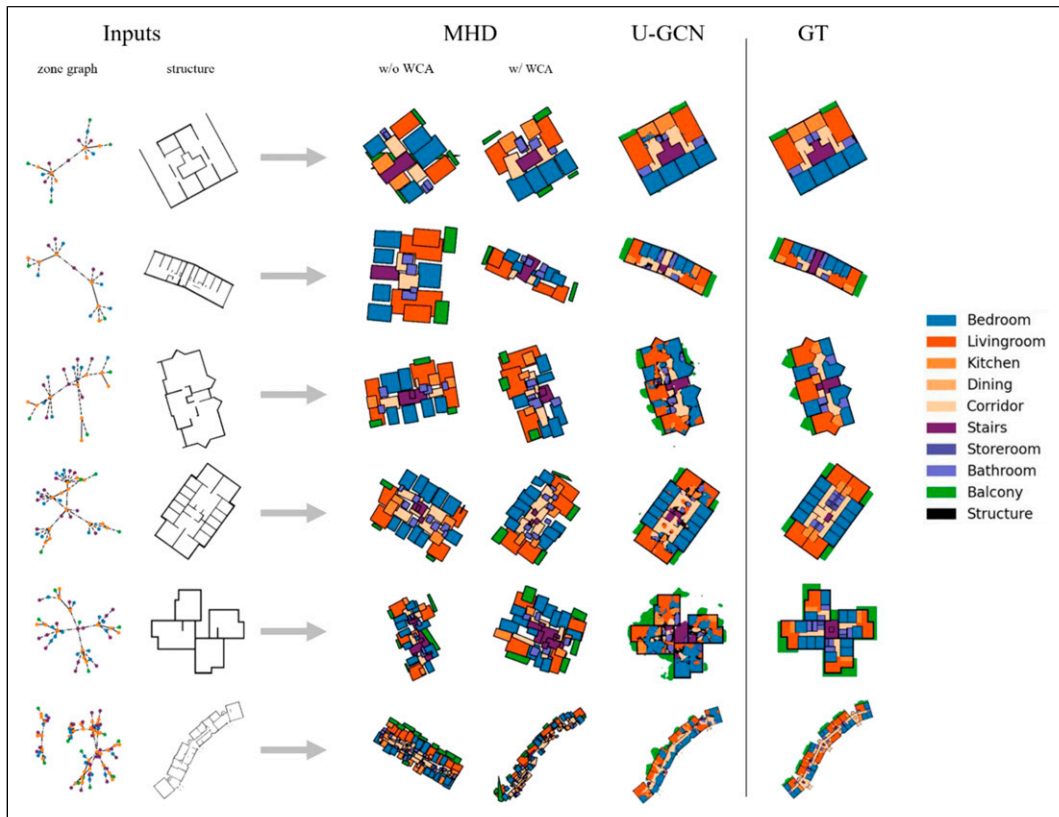 Inputs MHD U-GCN GT
zone graph structure w/o WCA w/ WCA
Bedroom
Livingroom
Kitchen
Dining
Corridor
Stairs
Storeroom
Bathroom
Balcony
Structure